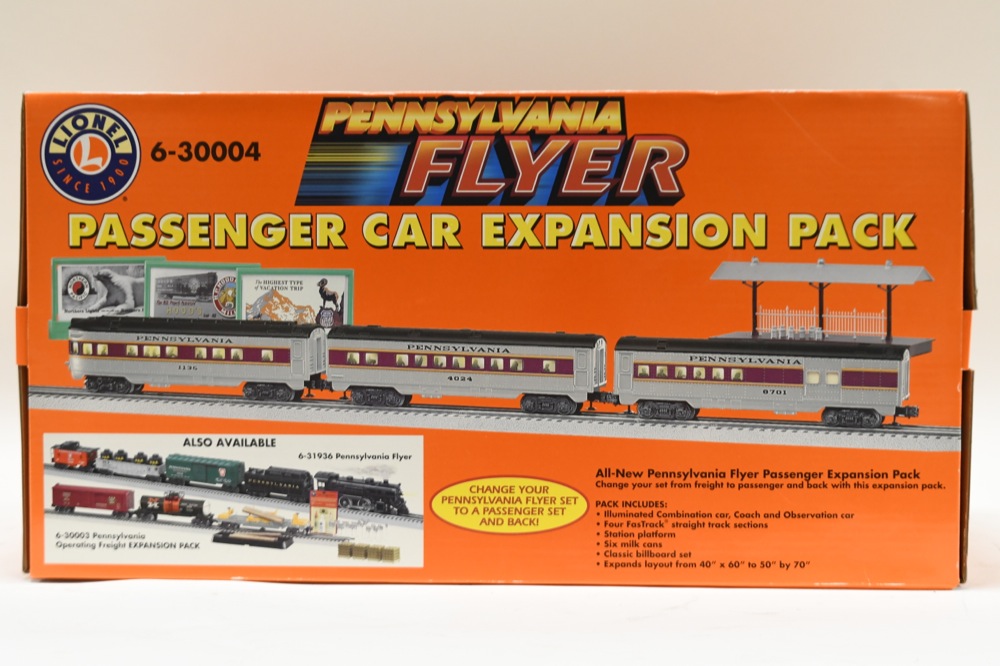 LIONEL
SINCE 1900
®
6-30004
PENNSYLVANIA
FLYER
PASSENGER CAR EXPANSION PACK
The HIGHEST TYPE
of VACATION TRIP
PENNSYLVANIA
1135
PENNSYLVANIA
4024
PENNSYLVANIA
8701
ALSO AVAILABLE
6-31936 Pennsylvania Flyer
PENNSYLVANIA
6-30003 Pennsylvania
Operating Freight EXPANSION PACK
CHANGE YOUR
PENNSYLVANIA FLYER SET
TO A PASSENGER SET
AND BACK!
All-New Pennsylvania Flyer Passenger Expansion Pack
Change your set from freight to passenger and back with this expansion pack.
PACK INCLUDES:
• Illuminated Combination car, Coach and Observation car
• Four FasTrack® straight track sections
• Station platform
• Six milk cans
• Classic billboard set
• Expands layout from 40" x 60" to 50" by 70"